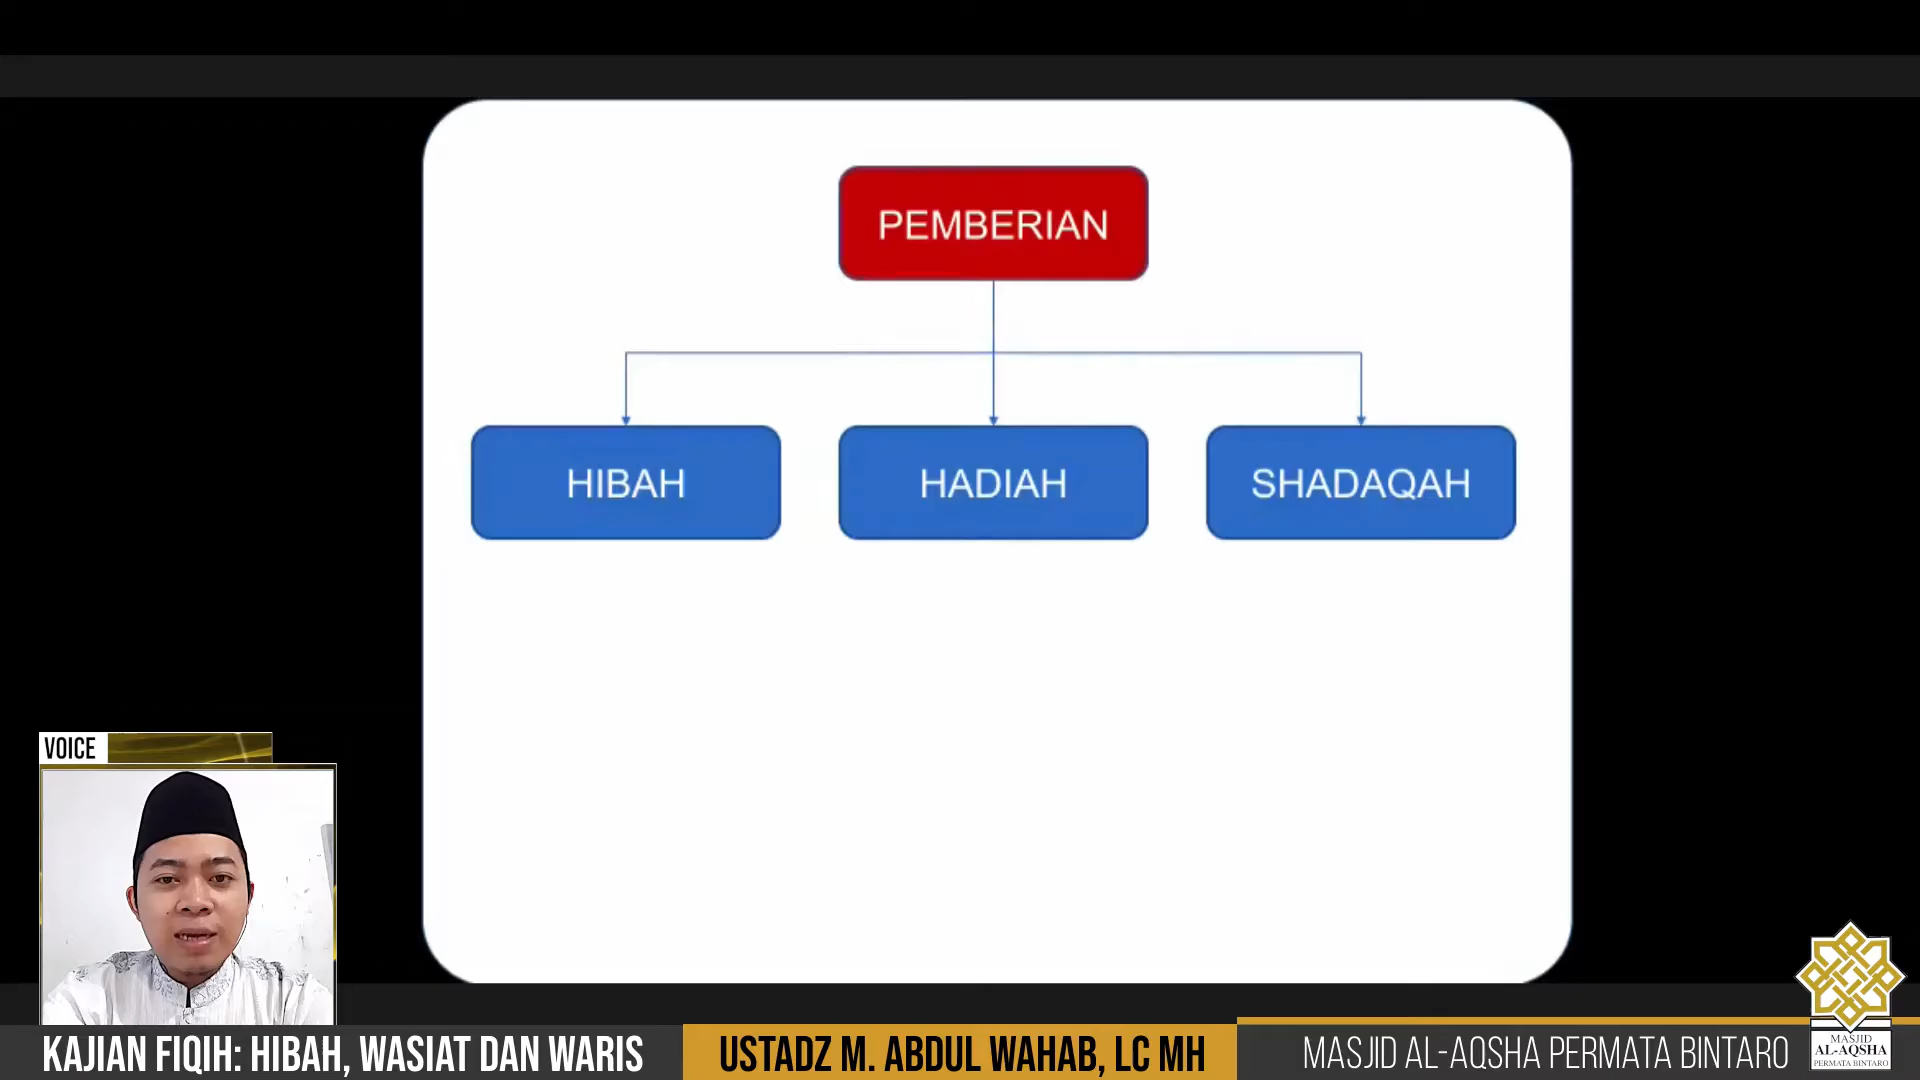 PEMBERIAN
HIBAH
HADIAH
SHADAQAH
VOICE
KAJIAN FIQIH: HIBAH, WASIAT DAN WARIS
USTADZ M. ABDUL WAHAB, LC MH
MASJID AL-AQSHA PERMATA BINTARO
MASJID
AL-AQSHA
PERMATA BINTARO